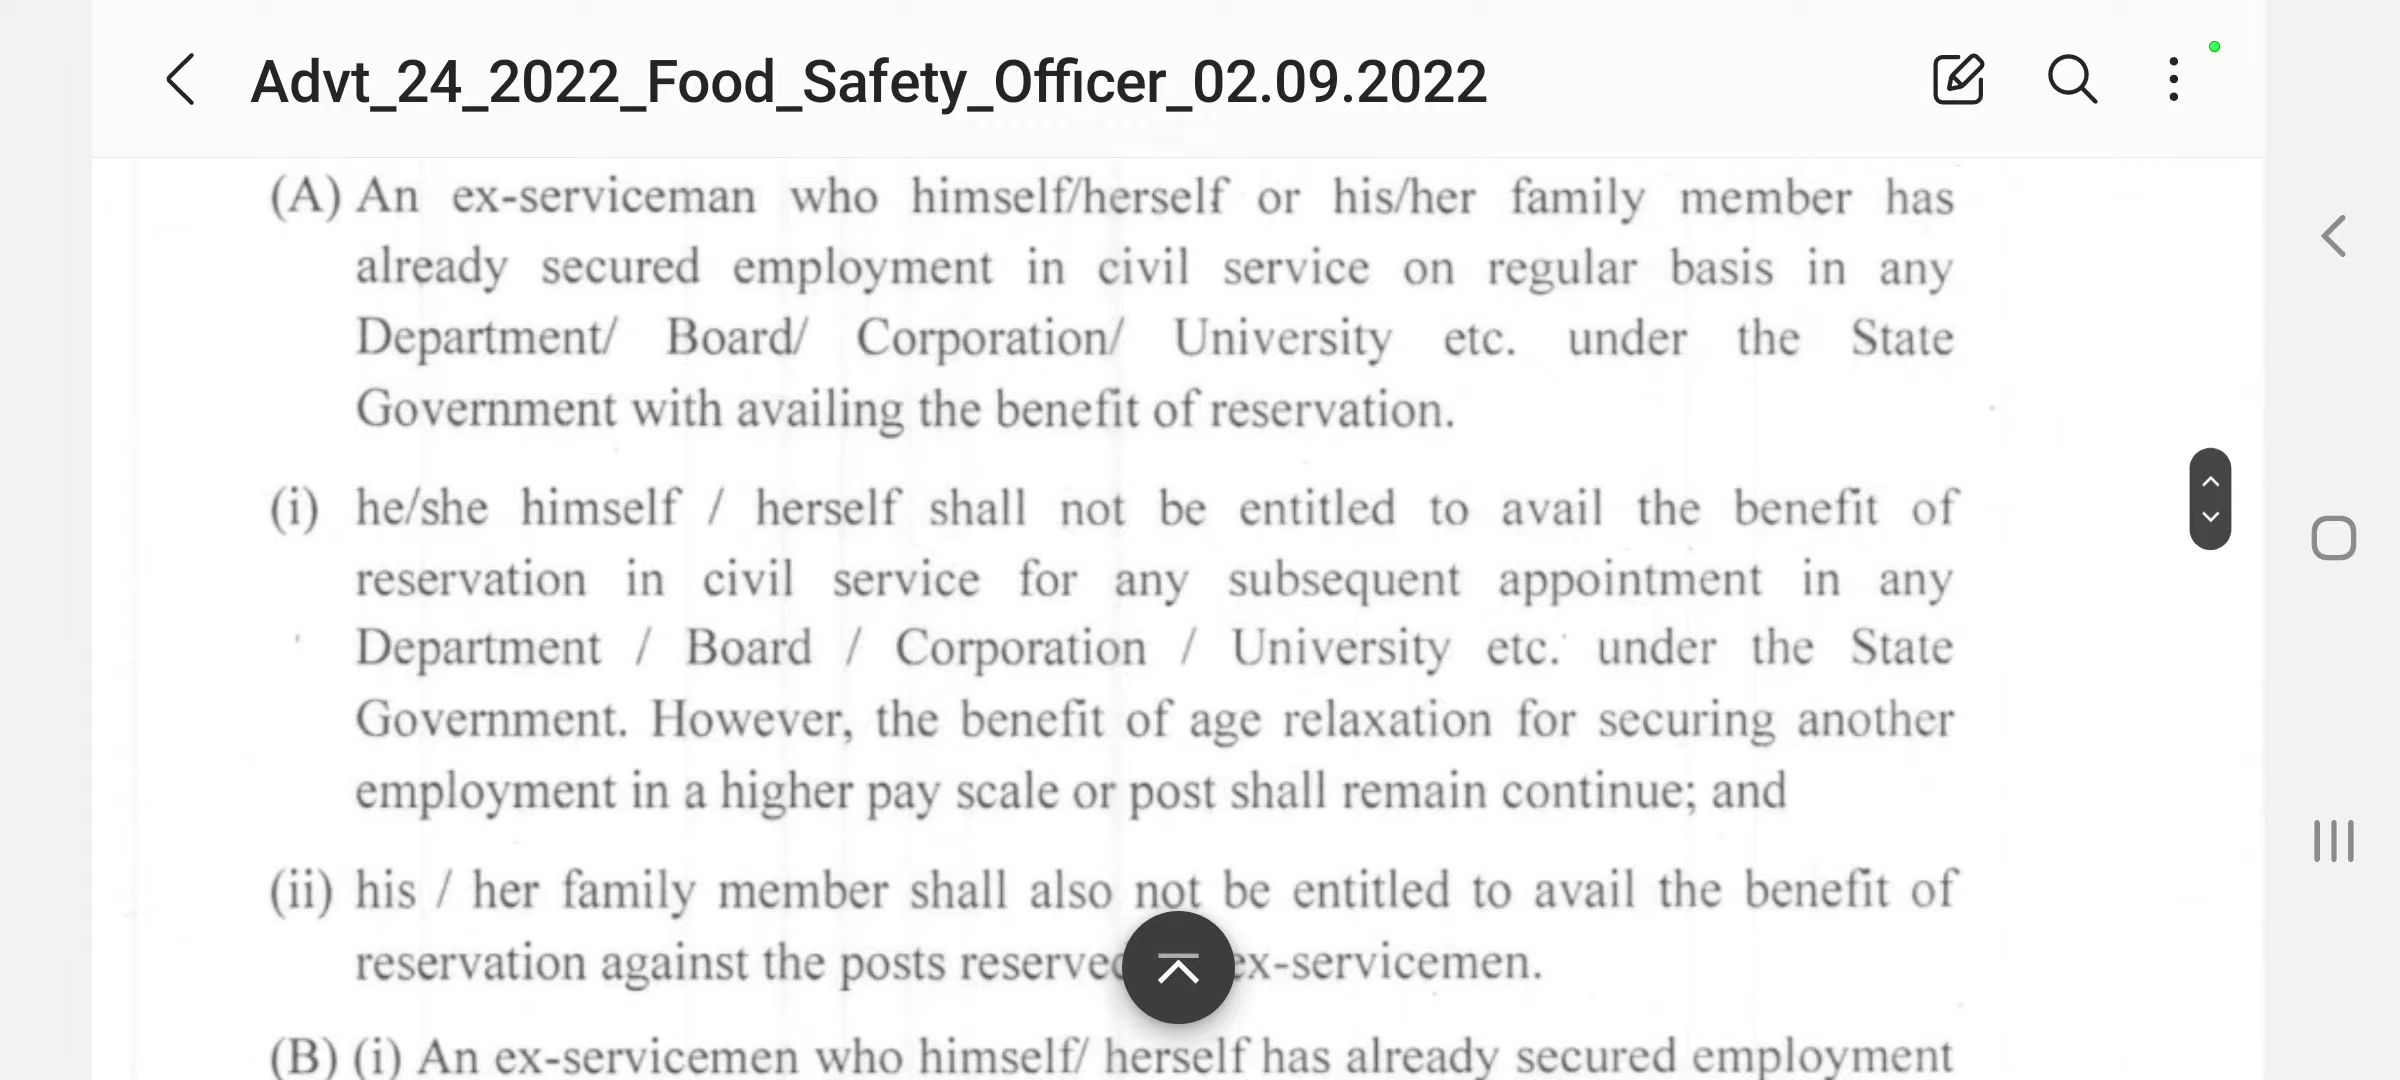 Advt_24_2022_Food_Safety_Officer_02.09.2022
(A) An ex-serviceman who himself/herself or his/her family member has
already secured employment in civil service on regular basis in any
Department/ Board/ Corporation/ University etc. under the State
Government with availing the benefit of reservation.
(i) he/she himself / herself shall not be entitled to avail the benefit of
reservation in civil service for any subsequent appointment in any
Department / Board / Corporation / University etc. under the State
Government. However, the benefit of age relaxation for securing another
employment in a higher pay scale or post shall remain continue; and
(ii) his / her family member shall also not be entitled to avail the benefit of
reservation against the posts reserved ex-servicemen.
(B) (i) An ex-servicemen who himself/ herself has already secured employment